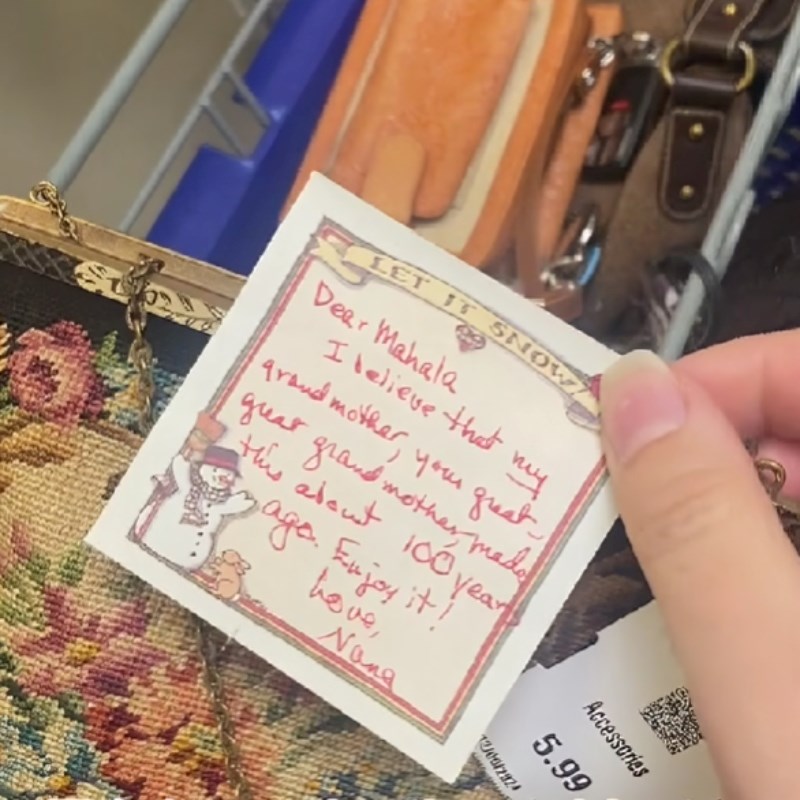 LET IT SNOW!
Dear Mahala
I believe that my
grandmother, your great-
great grandmother, made
this about 100 years
ago. Enjoy it!
Love,
Nana
Accessories
5.99